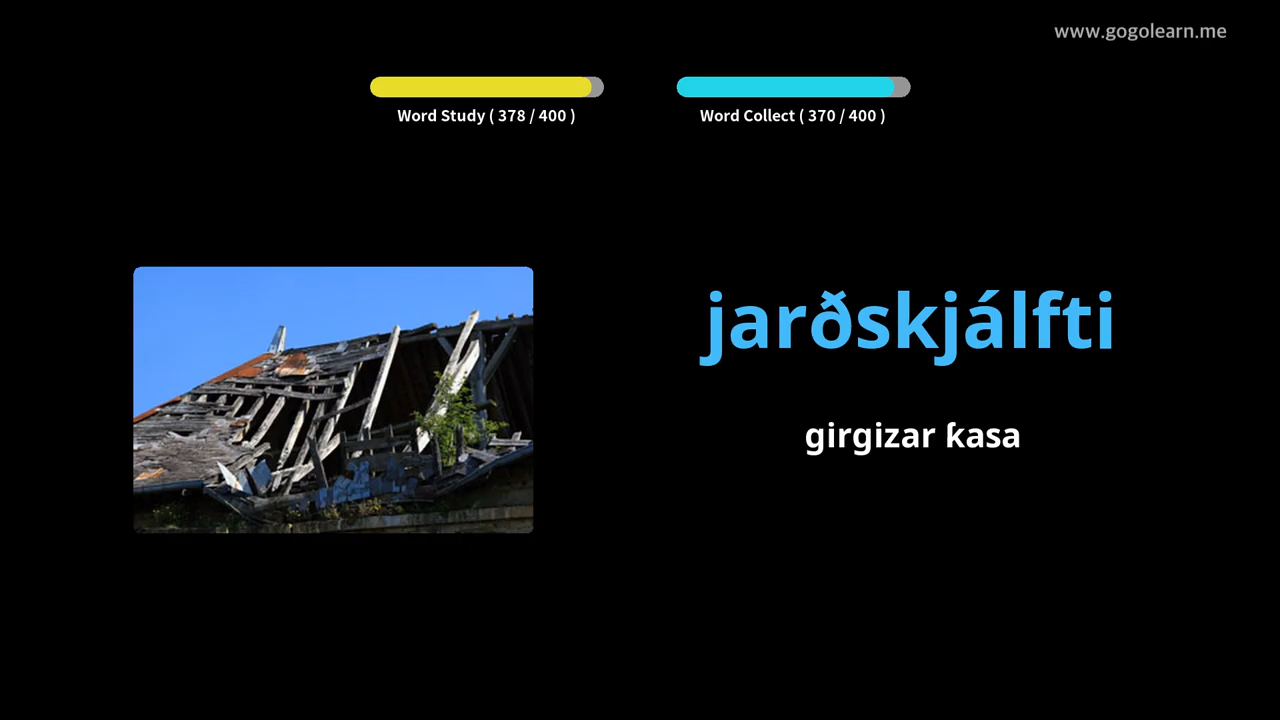 www.gogolearn.me
Word Study ( 378 / 400 )
Word Collect ( 370 / 400 )
jarðskjálfti
girgizar ƙasa